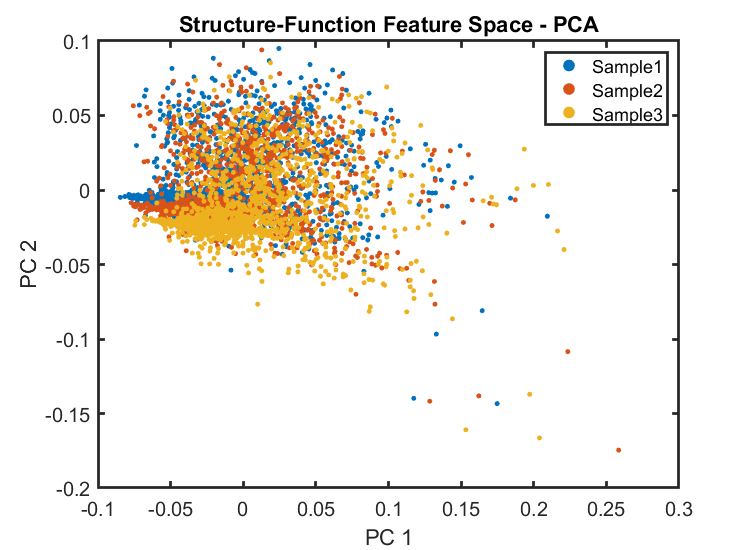 Structure-Function Feature Space - PCA
Sample1
Sample2
Sample3
0.1
0.05
0
-0.05
-0.1
-0.15
-0.2
PC 2
-0.1 -0.05 0 0.05 0.1 0.15 0.2 0.25 0.3
PC 1